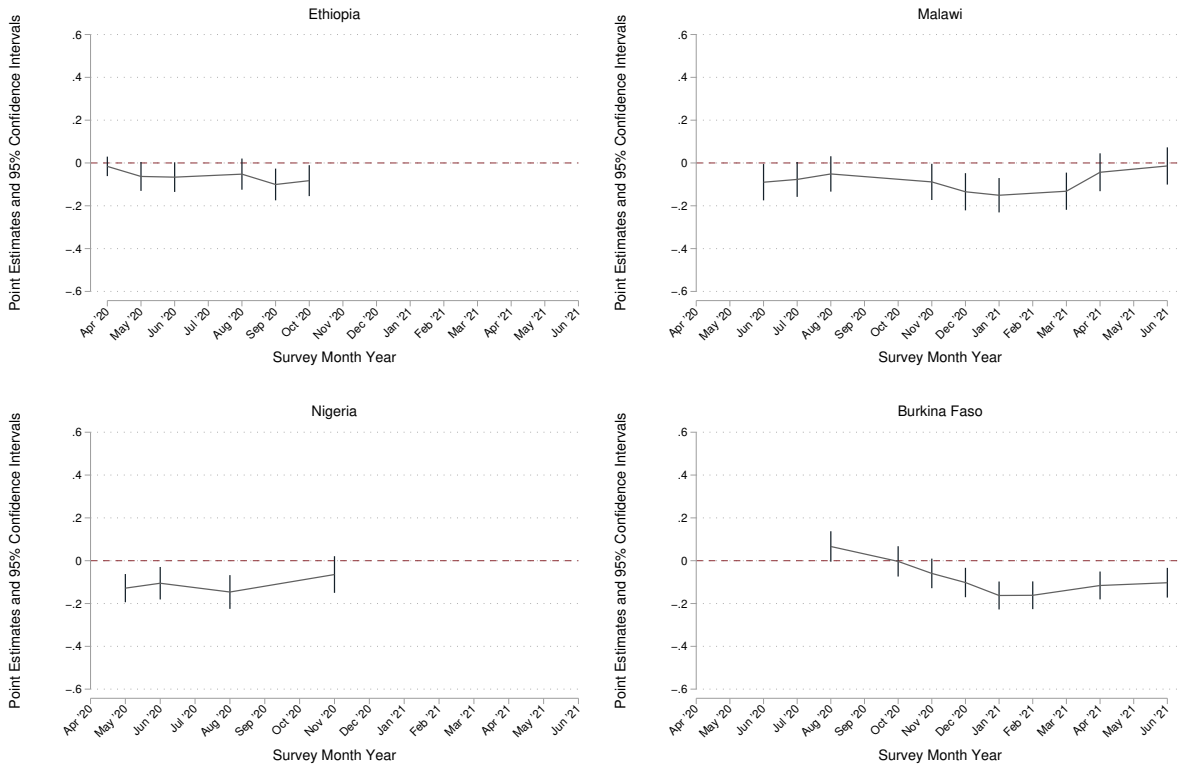 Ethiopia
Point Estimates and 95% Confidence Intervals
.6
.4
.2
0
−.2
−.4
−.6
Apr '20
May '20
Jun '20
Jul '20
Aug '20
Sep '20
Oct '20
Nov '20
Dec '20
Jan '21
Feb '21
Mar '21
Apr '21
May '21
Jun '21
Survey Month Year
Malawi
Point Estimates and 95% Confidence Intervals
.6
.4
.2
0
−.2
−.4
−.6
Apr '20
May '20
Jun '20
Jul '20
Aug '20
Sep '20
Oct '20
Nov '20
Dec '20
Jan '21
Feb '21
Mar '21
Apr '21
May '21
Jun '21
Survey Month Year
Nigeria
Point Estimates and 95% Confidence Intervals
.6
.4
.2
0
−.2
−.4
−.6
Apr '20
May '20
Jun '20
Jul '20
Aug '20
Sep '20
Oct '20
Nov '20
Dec '20
Jan '21
Feb '21
Mar '21
Apr '21
May '21
Jun '21
Survey Month Year
Burkina Faso
Point Estimates and 95% Confidence Intervals
.6
.4
.2
0
−.2
−.4
−.6
Apr '20
May '20
Jun '20
Jul '20
Aug '20
Sep '20
Oct '20
Nov '20
Dec '20
Jan '21
Feb '21
Mar '21
Apr '21
May '21
Jun '21
Survey Month Year